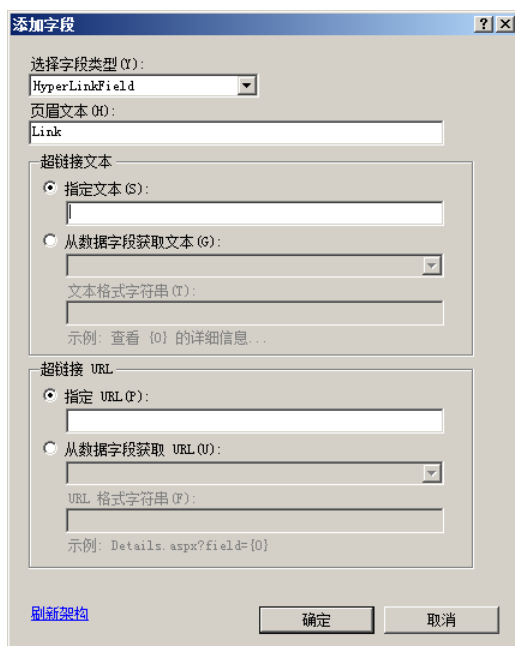 添加字段
选择字段类型(Y):
HyperLinkField
页眉文本(H):
Link
超链接文本
指定文本(S):
从数据字段获取文本(G):
文本格式字符串(T):
示例: 查看 {0} 的详细信息...
超链接 URL
指定 URL(P):
从数据字段获取 URL(U):
URL 格式字符串(F):
示例: Details.aspx?field={0}
刷新架构
确定
取消